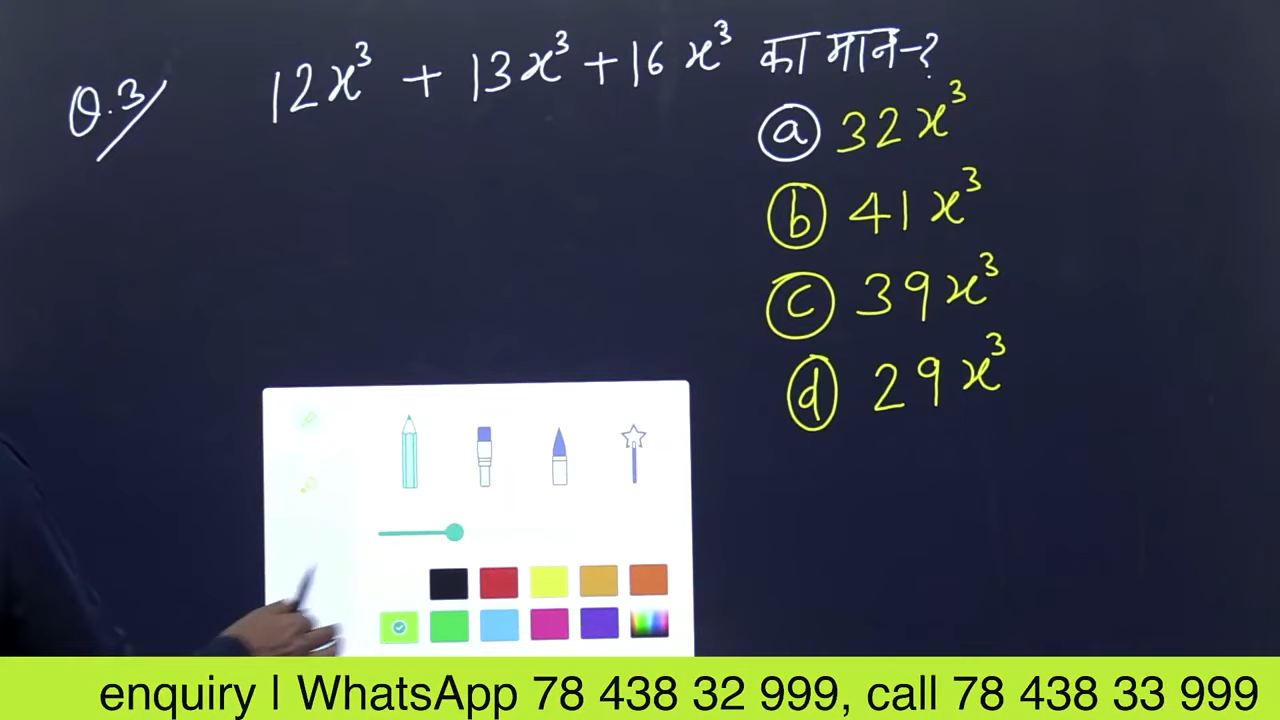 Q.3 12x³ + 13x³ + 16x³ का मान-?
ⓐ 32x³
ⓑ 41x³
ⓒ 39x³
ⓓ 29x³
enquiry | WhatsApp 78 438 32 999, call 78 438 33 999